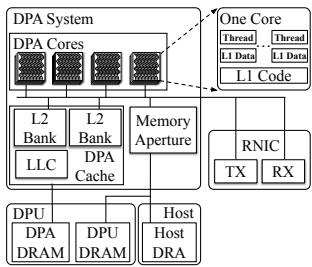 DPA System
DPA Cores
One Core
Thread
Thread
L1 Data
L1 Data
L1 Code
L2
Bank
L2
Bank
LLC
DPA
Cache
Memory
Aperture
RNIC
TX
RX
DPU
DPA
DRAM
DPU
DRAM
Host
Host
DRA